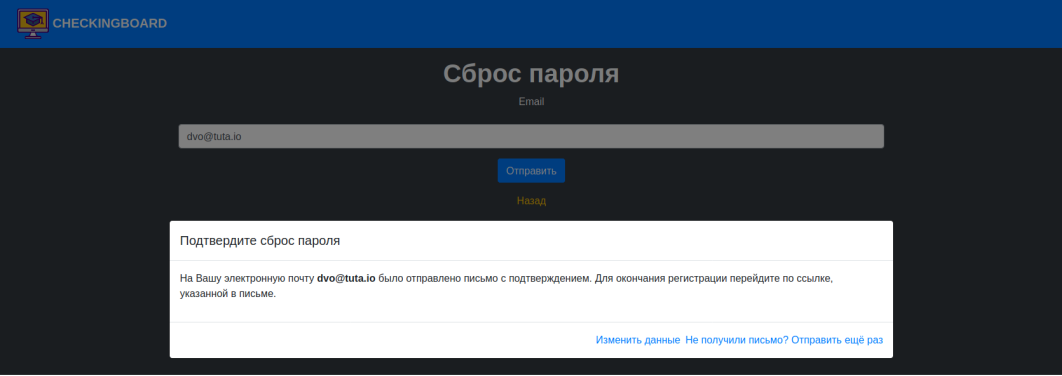 CHECKINGBOARD
Сброс пароля
Email
dvo@tuta.io
Отправить
Назад
Подтвердите сброс пароля
На Вашу электронную почту dvo@tuta.io было отправлено письмо с подтверждением. Для окончания регистрации перейдите по ссылке,
указанной в письме.
Изменить данные Не получили письмо? Отправить ещё раз